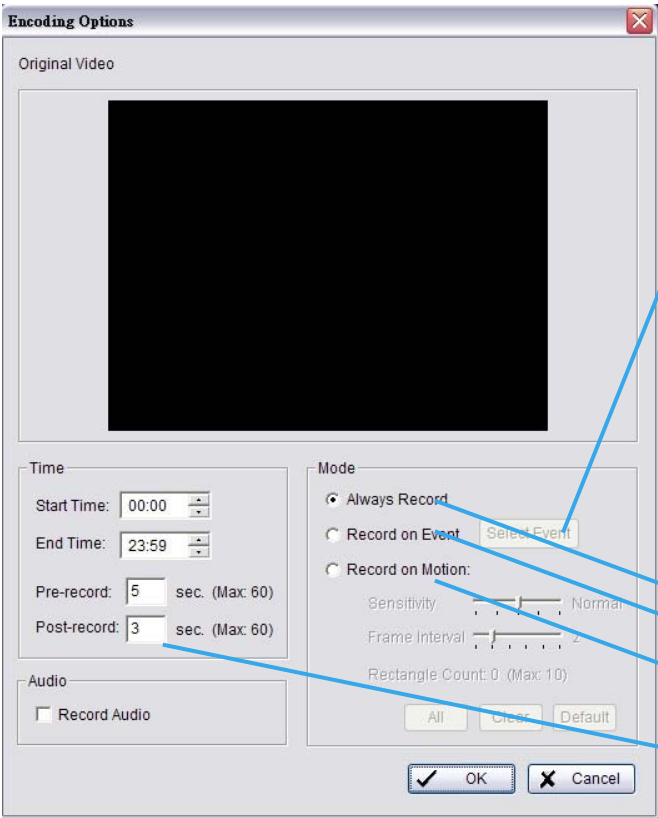 Encoding Options
Original Video
Time
Start Time: 00:00
End Time: 23:59
Pre-record: 5 sec. (Max: 60)
Post-record: 3 sec. (Max: 60)
Audio
Record Audio
Mode
Always Record
Record on Event Select Event
Record on Motion:
Sensitivity Normal
Frame Interval 2
Rectangle Count: 0 (Max: 10)
All Clear Default
OK Cancel